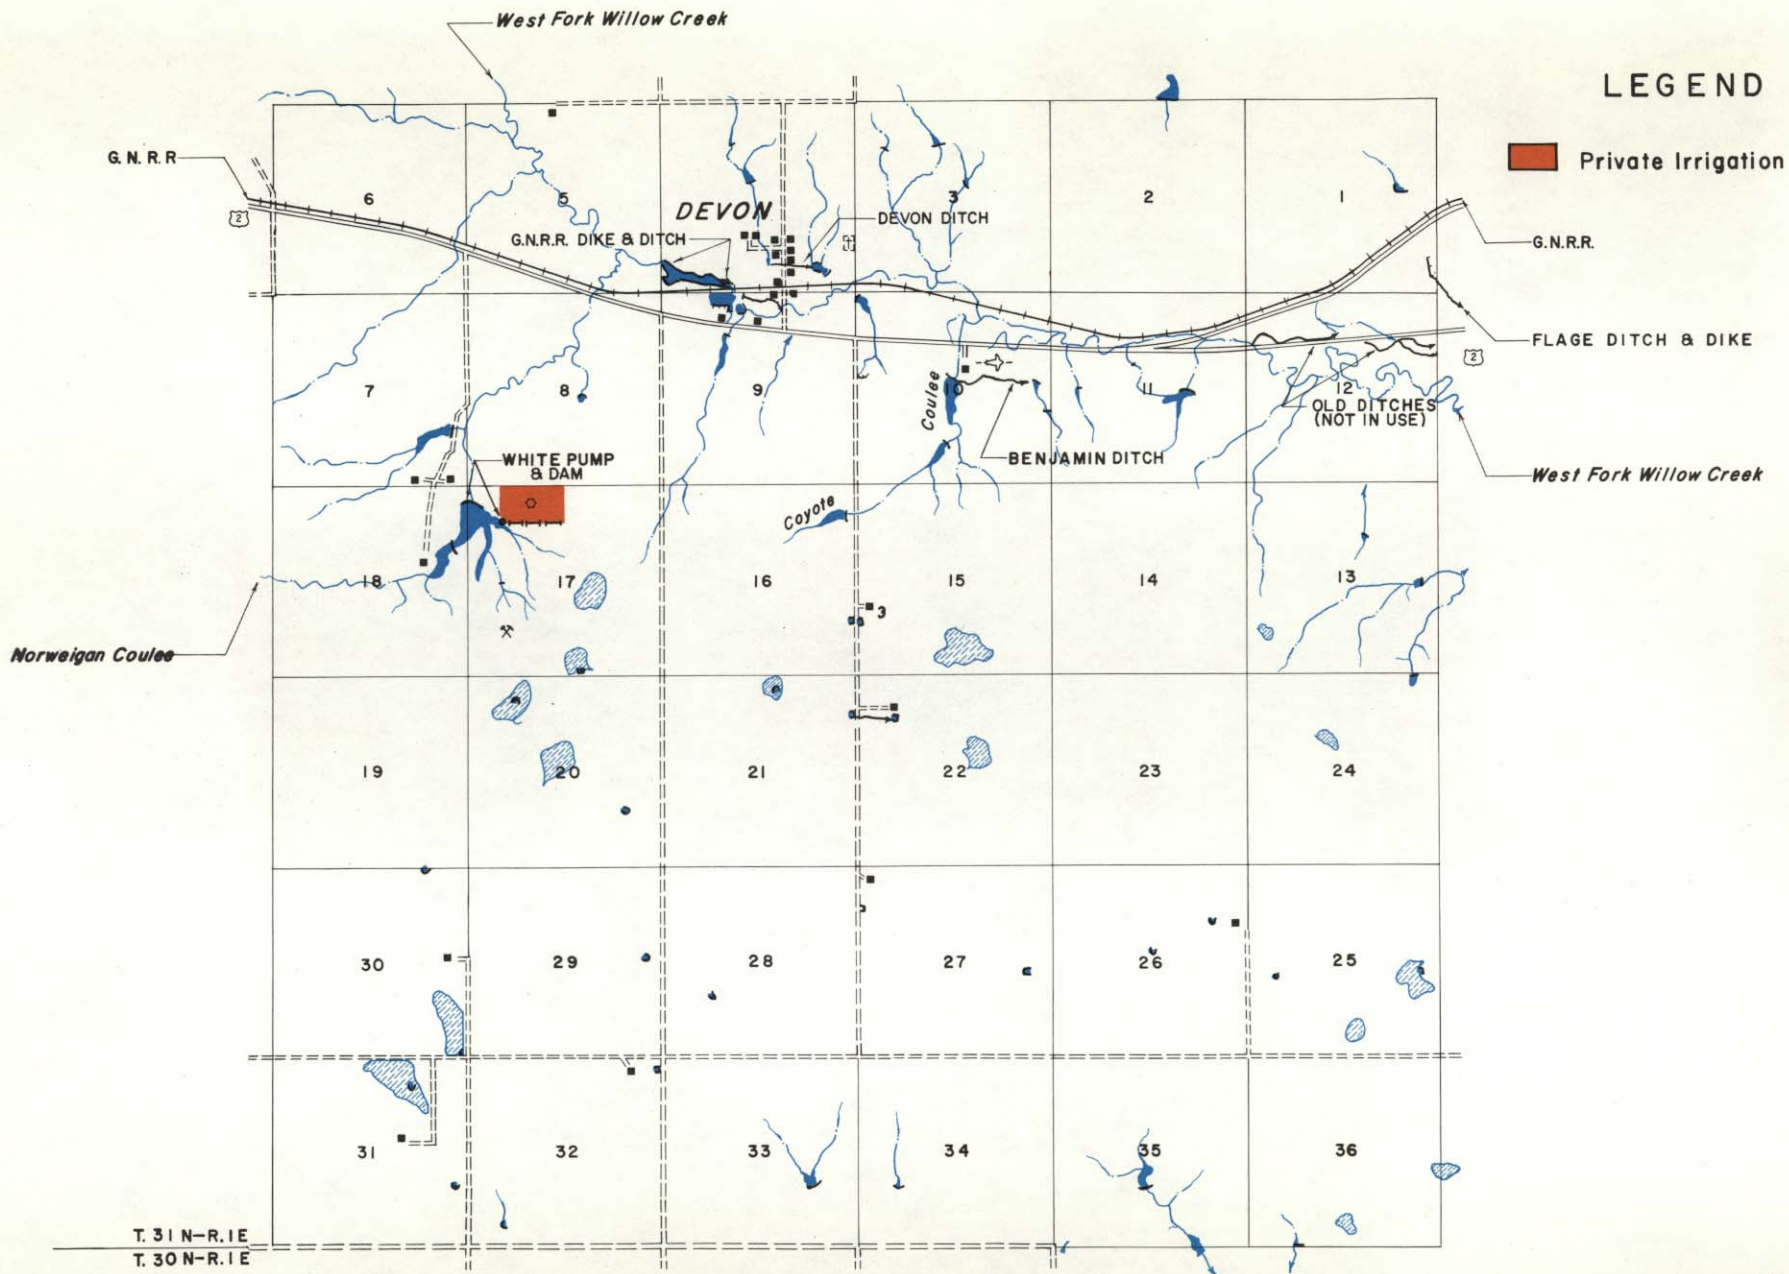 West Fork Willow Creek
LEGEND
Private Irrigation
G. N. R. R
2
6
5
DEVON
3
2
1
DEVON DITCH
G.N.R.R. DIKE & DITCH
G.N.R.R.
FLAGE DITCH & DIKE
2
7
8
9
Coulee
10
11
12
OLD DITCHES
(NOT IN USE)
WHITE PUMP
& DAM
BENJAMIN DITCH
West Fork Willow Creek
Coyote
18
17
16
15
14
13
3
Norweigan Coulee
19
20
21
22
23
24
30
29
28
27
26
25
31
32
33
34
35
36
T. 31 N-R.1E
T. 30 N-R.1E